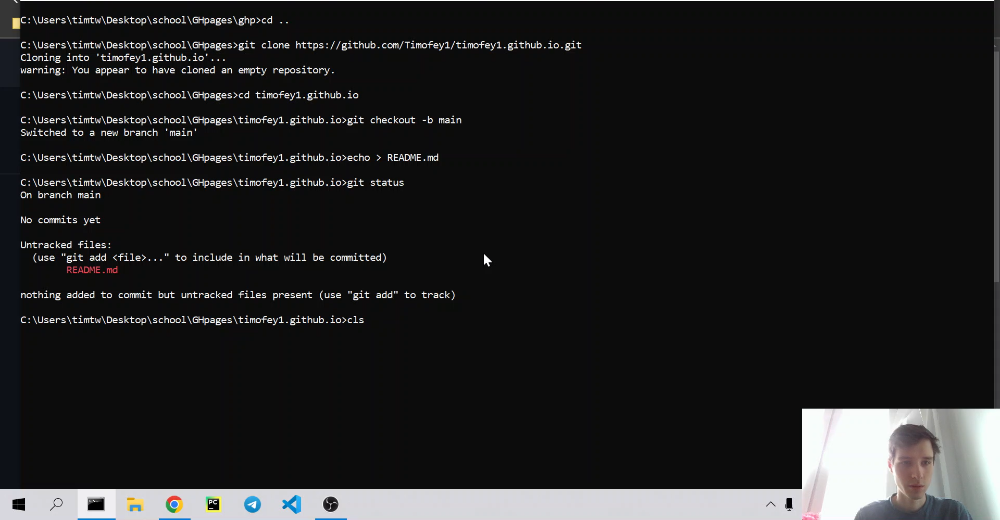 C:\Users\timtw\Desktop\school\GHpages\ghp>cd ..
C:\Users\timtw\Desktop\school\GHpages>git clone https://github.com/Timofey1/timofey1.github.io.git
Cloning into 'timofey1.github.io'...
warning: You appear to have cloned an empty repository.
C:\Users\timtw\Desktop\school\GHpages>cd timofey1.github.io
C:\Users\timtw\Desktop\school\GHpages\timofey1.github.io>git checkout -b main
Switched to a new branch 'main'
C:\Users\timtw\Desktop\school\GHpages\timofey1.github.io>echo > README.md
C:\Users\timtw\Desktop\school\GHpages\timofey1.github.io>git status
On branch main
No commits yet
Untracked files:
(use "git add <file>..." to include in what will be committed)
README.md
nothing added to commit but untracked files present (use "git add" to track)
C:\Users\timtw\Desktop\school\GHpages\timofey1.github.io>cls
PC